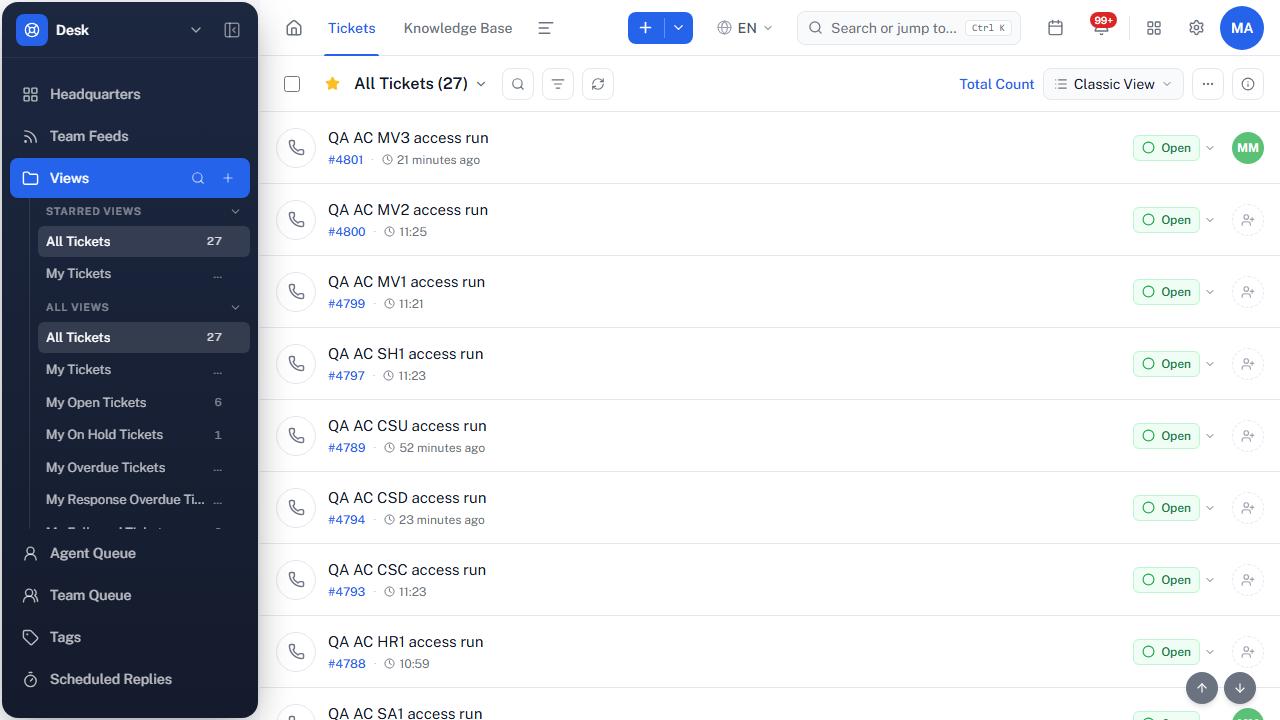 Desk
Headquarters
Team Feeds
Views
STARRED VIEWS
All Tickets 27
My Tickets ...
ALL VIEWS
All Tickets 27
My Tickets ...
My Open Tickets 6
My On Hold Tickets 1
My Overdue Tickets ...
My Response Overdue Ti... ...
Agent Queue
Team Queue
Tags
Scheduled Replies
Tickets Knowledge Base
EN Search or jump to... Ctrl K 99+ MA
All Tickets (27) Total Count Classic View
QA AC MV3 access run
#4801 · 21 minutes ago
Open MM
QA AC MV2 access run
#4800 · 11:25
Open
QA AC MV1 access run
#4799 · 11:21
Open
QA AC SH1 access run
#4797 · 11:23
Open
QA AC CSU access run
#4789 · 52 minutes ago
Open
QA AC CSD access run
#4794 · 23 minutes ago
Open
QA AC CSC access run
#4793 · 11:23
Open
QA AC HR1 access run
#4788 · 10:59
Open
QA AC SA1 access run